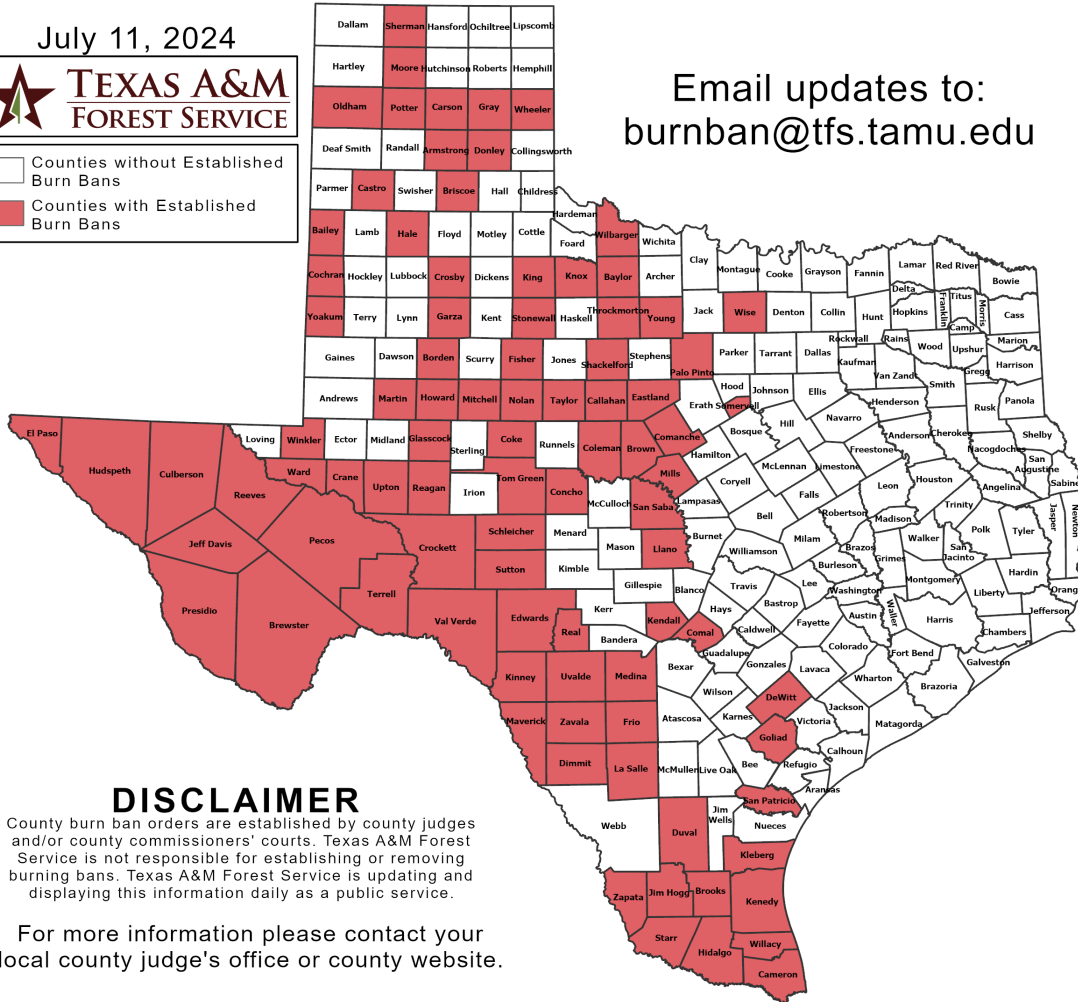 July 11, 2024
TEXAS A&M
FOREST SERVICE
Counties without Established
Burn Bans
Counties with Established
Burn Bans
Email updates to:
burnban@tfs.tamu.edu
Dallam Sherman Hansford Ochiltree Lipscomb
Hartley Moore Hutchinson Roberts Hemphill
Oldham Potter Carson Gray Wheeler
Deaf Smith Randall Armstrong Donley Collingsworth
Parmer Castro Swisher Briscoe Hall Childress
Hardeman
Bailey Lamb Hale Floyd Motley Cottle Foard Wilbarger Wichita
Clay Montague Cooke Grayson Fannin Lamar Red River Bowie
Cochran Hockley Lubbock Crosby Dickens King Knox Baylor Archer
Delta Franklin Titus Morris Cass
Yoakum Terry Lynn Garza Kent Stonewall Haskell Throckmorton Young Jack Wise Denton Collin Hunt Hopkins Camp
Rockwall Rains Wood Upshur Marion
Gaines Dawson Borden Scurry Fisher Jones Shackelford Stephens Palo Pinto Parker Tarrant Dallas Kaufman Van Zandt Gregg Harrison
Andrews Martin Howard Mitchell Nolan Taylor Callahan Eastland Erath Hood Somervell Johnson Ellis Henderson Smith Rusk Panola
El Paso Loving Winkler Ector Midland Glasscock Sterling Coke Runnels Coleman Brown Comanche Hamilton Bosque Hill Navarro Freestone Anderson Cherokee Nacogdoches Shelby
San
Augustine
Sabine
Hudspeth Culberson Reeves Ward Crane Upton Reagan Irion Tom Green Concho McCulloch San Saba Mills Lampasas Coryell McLennan Limestone Falls Leon Houston Angelina
Trinity Jasper Newton
Jeff Davis Pecos Crockett Schleicher Menard Mason Llano Burnet Bell Milam Robertson Madison Walker San
Jacinto
Polk Tyler
Sutton Kimble Williamson Brazos Grimes
Burleson Montgomery Liberty Hardin Orang
Presidio Brewster Terrell Val Verde Edwards Real Kerr Gillespie Blanco Travis Lee Washington Waller Jefferson
Bandera Kendall Comal Hays Bastrop Fayette Austin Harris Chambers
Caldwell Guadalupe Colorado Fort Bend Galveston
Kinney Uvalde Medina Bexar Gonzales Lavaca Wharton Brazoria
Wilson DeWitt Jackson Matagorda
Maverick Zavala Frio Atascosa Karnes Goliad Victoria Calhoun
Dimmit La Salle McMullen Live Oak Bee Refugio Aransas
Webb Duval Jim
Wells
San Patricio Nueces
Kleberg
Zapata Jim Hogg Brooks Kenedy
Starr Hidalgo Willacy
Cameron
DISCLAIMER
County burn ban orders are established by county judges
and/or county commissioners' courts. Texas A&M Forest
Service is not responsible for establishing or removing
burning bans. Texas A&M Forest Service is updating and
displaying this information daily as a public service.
For more information please contact your
local county judge's office or county website.